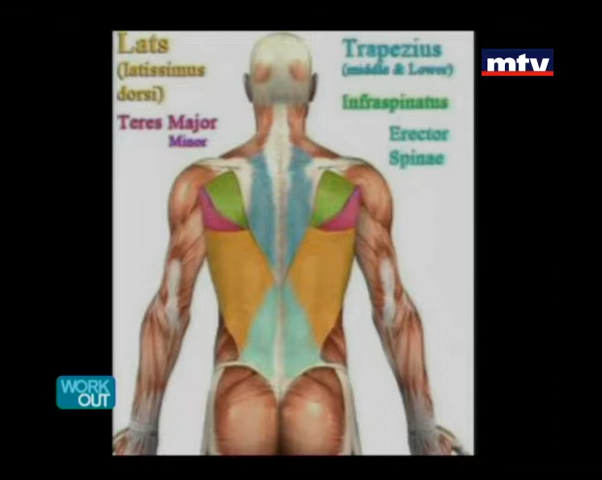 Lats
(latissimus
dorsi)
Teres Major
Minor
Trapezius
(middle & Lower)
Infraspinatus
Erector
Spinae
mtv
WORK
OUT